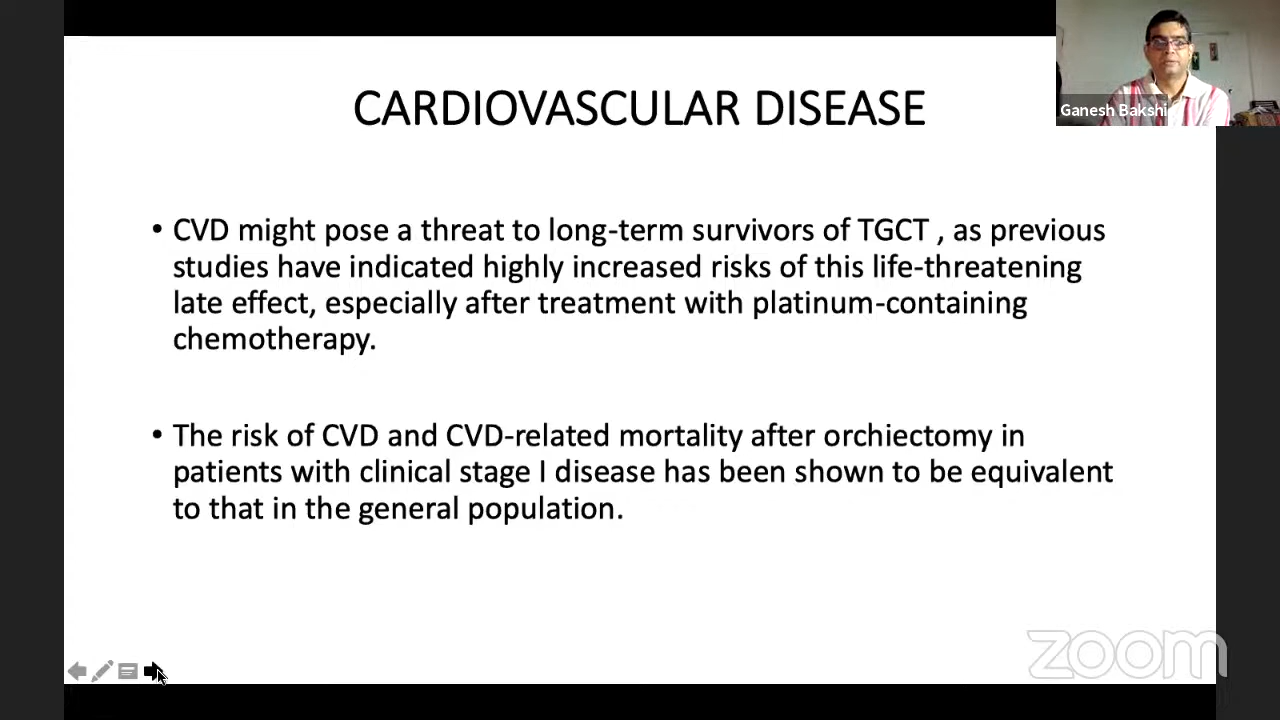 CARDIOVASCULAR DISEASE
Ganesh Bakshi
• CVD might pose a threat to long-term survivors of TGCT , as previous
studies have indicated highly increased risks of this life-threatening
late effect, especially after treatment with platinum-containing
chemotherapy.
• The risk of CVD and CVD-related mortality after orchiectomy in
patients with clinical stage I disease has been shown to be equivalent
to that in the general population.
zoom